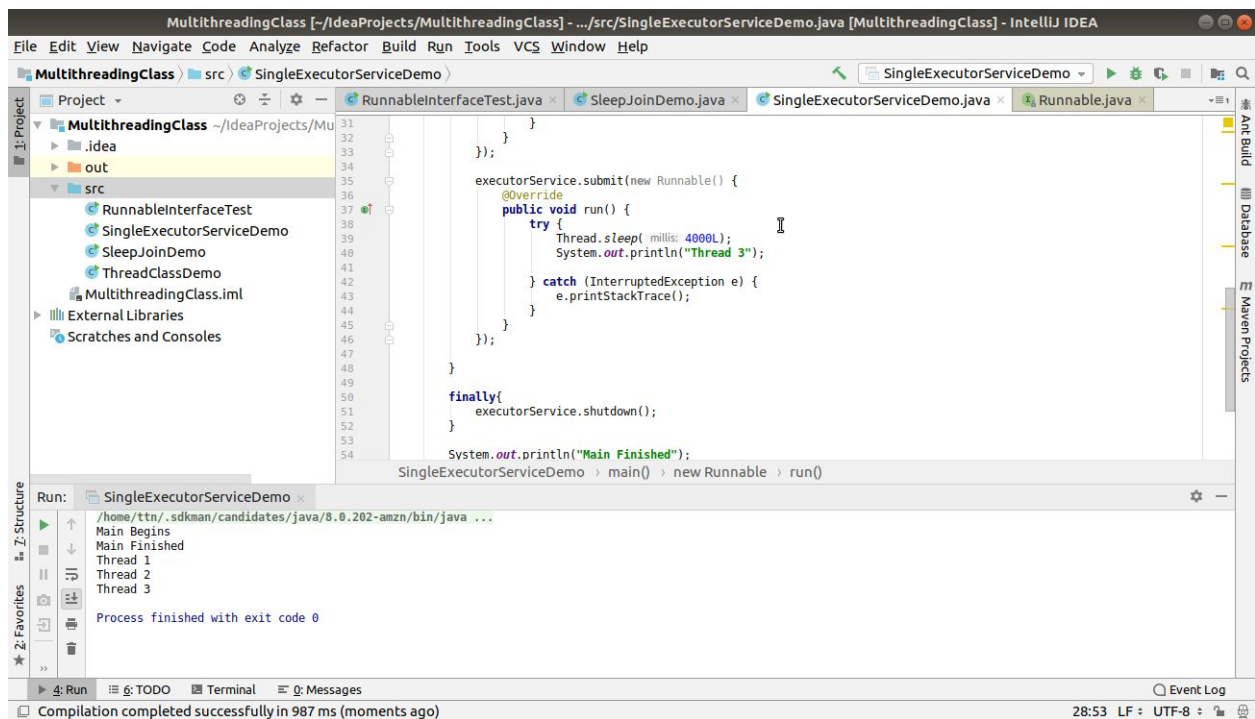 MultithreadingClass [~/IdeaProjects/MultithreadingClass] - .../src/SingleExecutorServiceDemo.java [MultithreadingClass] - IntelliJ IDEA
File Edit View Navigate Code Analyze Refactor Build Run Tools VCS Window Help
MultithreadingClass src SingleExecutorServiceDemo SingleExecutorServiceDemo
1: Project
Project
RunnableInterfaceTest.java SleepJoinDemo.java SingleExecutorServiceDemo.java Runnable.java 1
MultithreadingClass ~/IdeaProjects/Mu
.idea
out
src
RunnableInterfaceTest
SingleExecutorServiceDemo
SleepJoinDemo
ThreadClassDemo
MultithreadingClass.iml
External Libraries
Scratches and Consoles
31 }
32 }
33 });
34
35 executorService.submit(new Runnable() {
36 @Override
37 public void run() {
38 try {
39 Thread.sleep( millis: 4000L);
40 System.out.println("Thread 3");
41
42 } catch (InterruptedException e) {
43 e.printStackTrace();
44 }
45 }
46 });
47
48 }
49
50 finally{
51 executorService.shutdown();
52 }
53
54 System.out.println("Main Finished");
SingleExecutorServiceDemo › main() › new Runnable › run()
Ant Build
Database
m Maven Projects
7: Structure
2: Favorites
Run: SingleExecutorServiceDemo
/home/ttn/.sdkman/candidates/java/8.0.202-amzn/bin/java ...
Main Begins
Main Finished
Thread 1
Thread 2
Thread 3
Process finished with exit code 0
4: Run 6: TODO Terminal 0: Messages Event Log
Compilation completed successfully in 987 ms (moments ago) 28:53 LF UTF-8